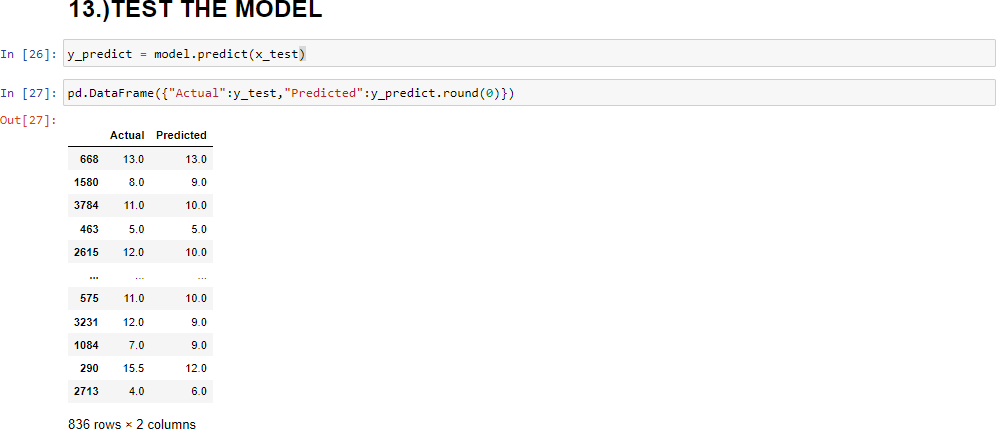 13.)TEST THE MODEL
In [26]: y_predict = model.predict(x_test)
In [27]: pd.DataFrame({"Actual":y_test,"Predicted":y_predict.round(0)})
Out[27]:
Actual Predicted
668 13.0 13.0
1580 8.0 9.0
3784 11.0 10.0
463 5.0 5.0
2615 12.0 10.0
... ... ...
575 11.0 10.0
3231 12.0 9.0
1084 7.0 9.0
290 15.5 12.0
2713 4.0 6.0
836 rows × 2 columns